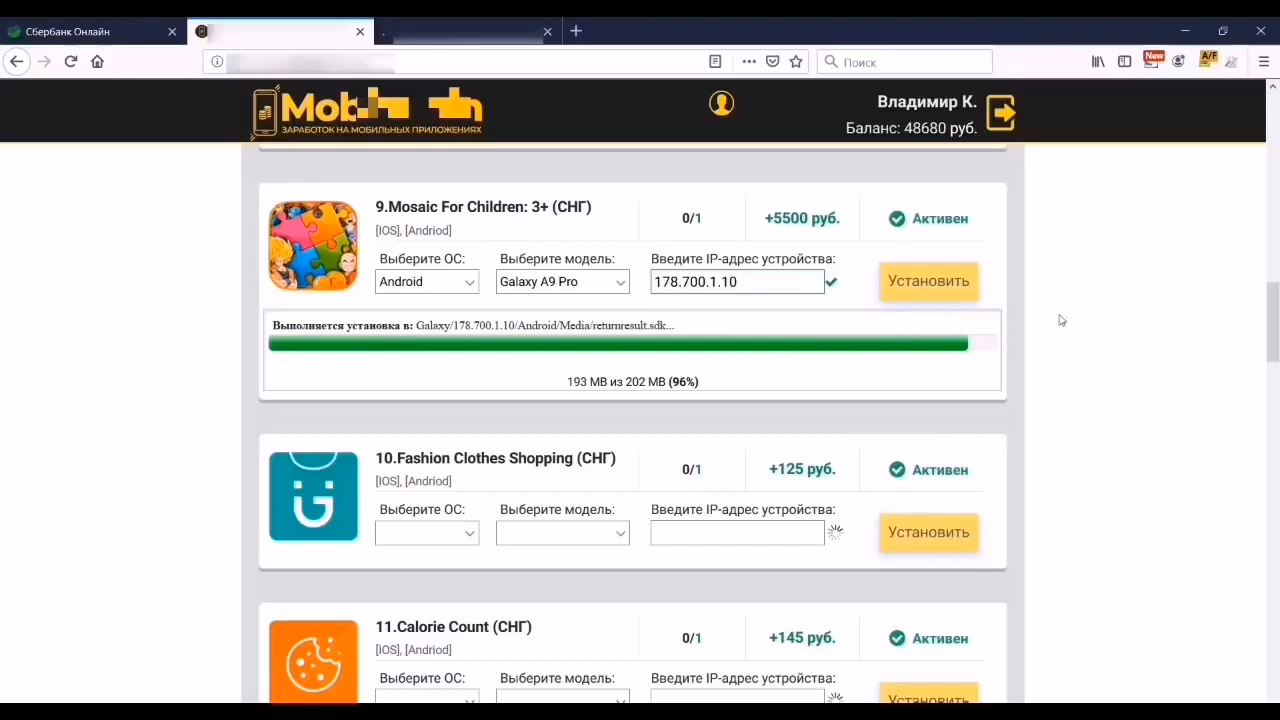 Сбербанк Онлайн
Поиск
New
A/F
Mob
ЗАРАБОТОК НА МОБИЛЬНЫХ ПРИЛОЖЕНИЯХ
Владимир К.
Баланс: 48680 руб.
9.Mosaic For Children: 3+ (СНГ)
0/1
+5500 руб.
Активен
[IOS], [Andriod]
Выберите ОС:
Выберите модель:
Введите IP-адрес устройства:
Android
Galaxy A9 Pro
178.700.1.10
Установить
Выполняется установка в: Galaxy/178.700.1.10/Android/Media/returnresult.sdk...
193 MB из 202 MB (96%)
10.Fashion Clothes Shopping (СНГ)
0/1
+125 руб.
Активен
[IOS], [Andriod]
Выберите ОС:
Выберите модель:
Введите IP-адрес устройства:
Установить
11.Calorie Count (СНГ)
0/1
+145 руб.
Активен
[IOS], [Andriod]
Выберите ОС:
Выберите модель:
Введите IP-адрес устройства:
Установить